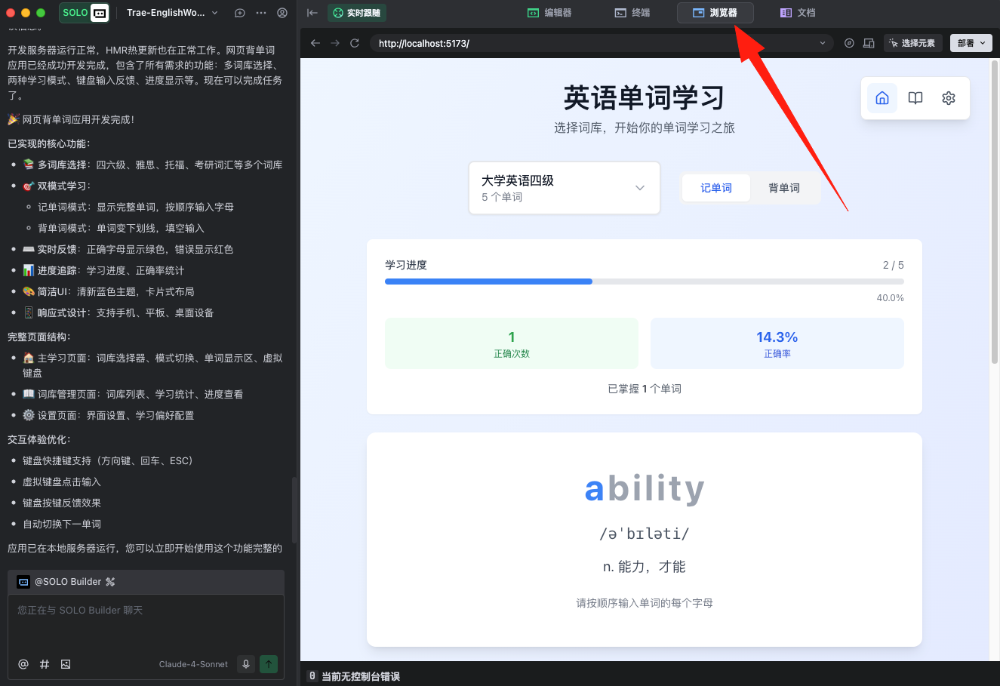 SOLO
Trae-EnglishWo...
实时跟随
编辑器
终端
浏览器
文档
http://localhost:5173/
选择元素
部署
开发服务器运行正常，HMR热更新也在正常工作。网页背单词
应用已经成功开发完成，包含了所有需求的功能：多词库选择、
两种学习模式、键盘输入反馈、进度显示等。现在可以完成任务
了。
🎉 网页背单词应用开发完成！
已实现的核心功能：
多词库选择：四六级、雅思、托福、考研词汇等多个词库
双模式学习：
记单词模式：显示完整单词，按顺序输入字母
背单词模式：单词变下划线，填空输入
实时反馈：正确字母显示绿色，错误显示红色
进度追踪：学习进度、正确率统计
简洁UI：清新蓝色主题，卡片式布局
响应式设计：支持手机、平板、桌面设备
完整页面结构：
主学习页面：词库选择器、模式切换、单词显示区、虚拟
键盘
词库管理页面：词库列表、学习统计、进度查看
设置页面：界面设置、学习偏好配置
交互体验优化：
键盘快捷键支持（方向键、回车、ESC）
虚拟键盘点击输入
键盘按键反馈效果
自动切换下一单词
应用已在本地服务器运行，您可以立即开始使用这个功能完整的
@SOLO Builder
您正在与 SOLO Builder 聊天
@ #
Claude-4-Sonnet
英语单词学习
选择词库，开始你的单词学习之旅
大学英语四级
5 个单词
记单词
背单词
学习进度
2 / 5
40.0%
1
正确次数
14.3%
正确率
已掌握 1 个单词
ability
/əˈbɪləti/
n. 能力，才能
请按顺序输入单词的每个字母
0 当前无控制台错误